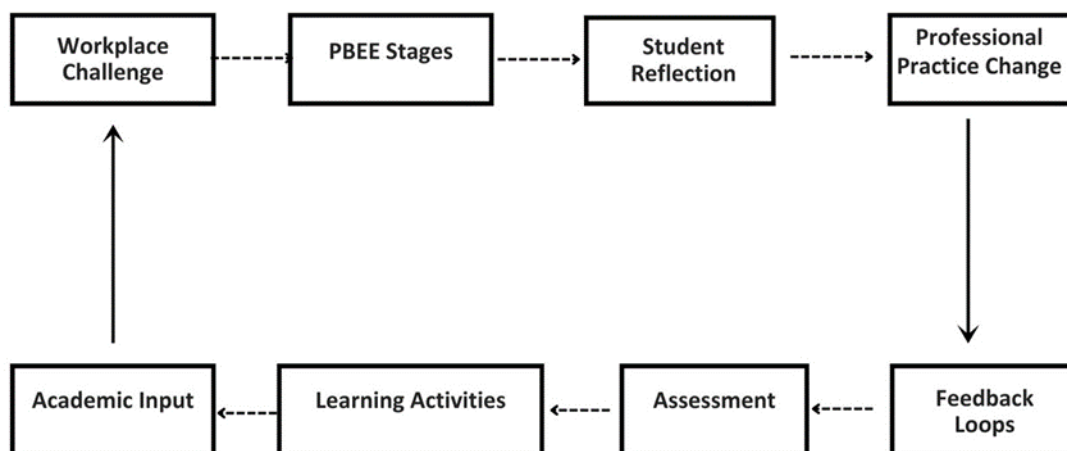 Workplace
Challenge
PBEE Stages
Student
Reflection
Professional
Practice Change
Academic Input
Learning Activities
Assessment
Feedback
Loops